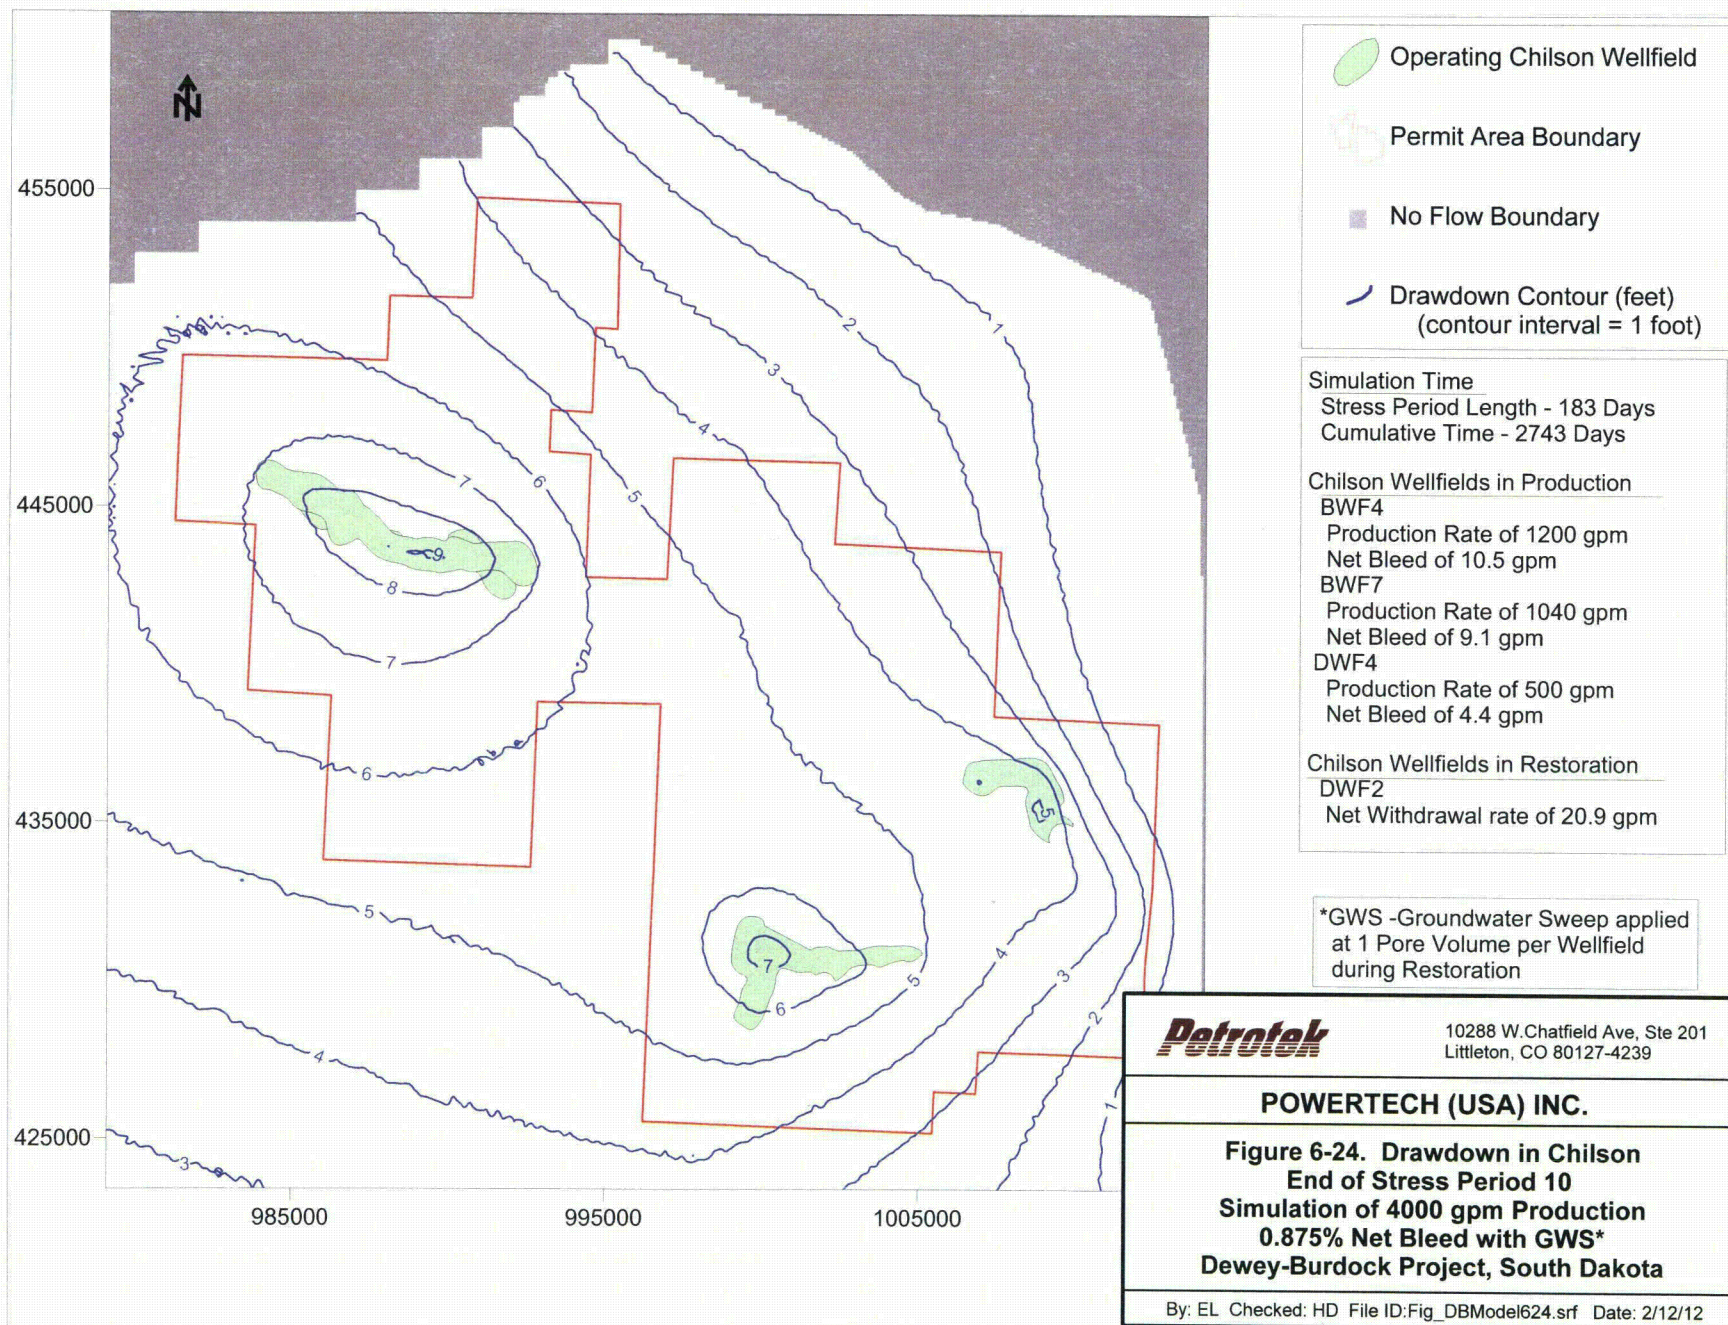 N
455000
445000
435000
425000
985000
995000
1005000
1
2
3
4
5
6
7
7
8
9
6
5
4
3
5
7
6
5
4
3
2
1
Operating Chilson Wellfield
Permit Area Boundary
No Flow Boundary
Drawdown Contour (feet)
(contour interval = 1 foot)
Simulation Time
Stress Period Length - 183 Days
Cumulative Time - 2743 Days
Chilson Wellfields in Production
BWF4
Production Rate of 1200 gpm
Net Bleed of 10.5 gpm
BWF7
Production Rate of 1040 gpm
Net Bleed of 9.1 gpm
DWF4
Production Rate of 500 gpm
Net Bleed of 4.4 gpm
Chilson Wellfields in Restoration
DWF2
Net Withdrawal rate of 20.9 gpm
*GWS -Groundwater Sweep applied
at 1 Pore Volume per Wellfield
during Restoration
Petrotek
10288 W.Chatfield Ave, Ste 201
Littleton, CO 80127-4239
POWERTECH (USA) INC.
Figure 6-24. Drawdown in Chilson
End of Stress Period 10
Simulation of 4000 gpm Production
0.875% Net Bleed with GWS*
Dewey-Burdock Project, South Dakota
By: EL Checked: HD File ID:Fig_DBModel624.srf Date: 2/12/12